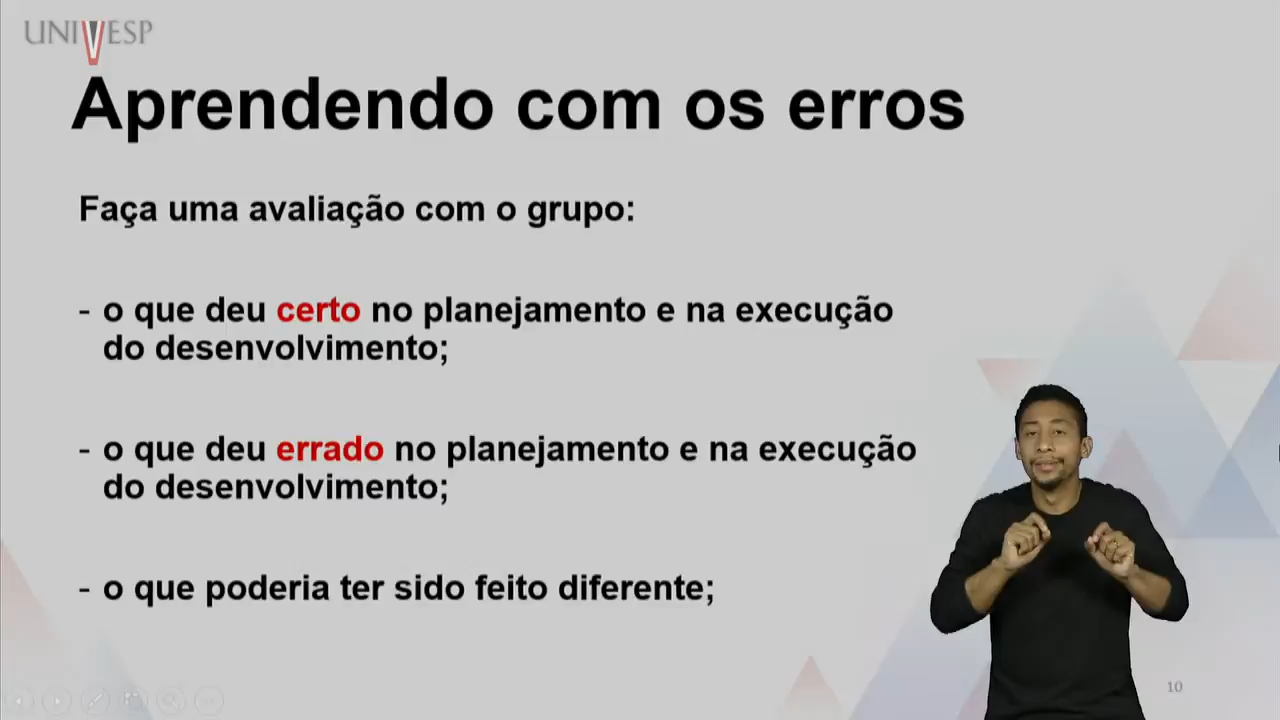 UNIVESP
Aprendendo com os erros
Faça uma avaliação com o grupo:
- o que deu certo no planejamento e na execução
do desenvolvimento;
- o que deu errado no planejamento e na execução
do desenvolvimento;
- o que poderia ter sido feito diferente;
10